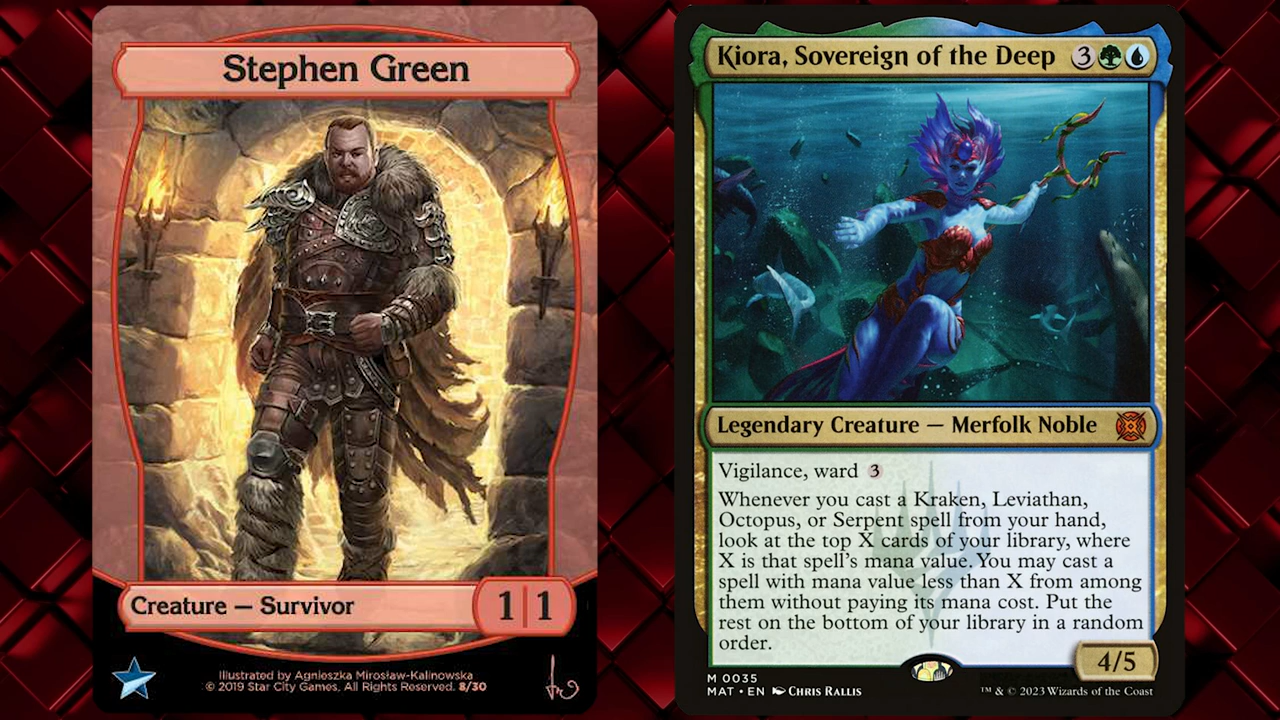 Stephen Green
Creature — Survivor
1|1
Illustrated by Agnieszka Mirosław-Kalinowska
© 2019 Star City Games, All Rights Reserved. 8/30
Kiora, Sovereign of the Deep 3
Legendary Creature — Merfolk Noble
Vigilance, ward 3
Whenever you cast a Kraken, Leviathan,
Octopus, or Serpent spell from your hand,
look at the top X cards of your library, where
X is that spell's mana value. You may cast a
spell with mana value less than X from among
them without paying its mana cost. Put the
rest on the bottom of your library in a random
order.
4/5
M 0035
MAT • EN Chris Rallis
™ & © 2023 Wizards of the Coast